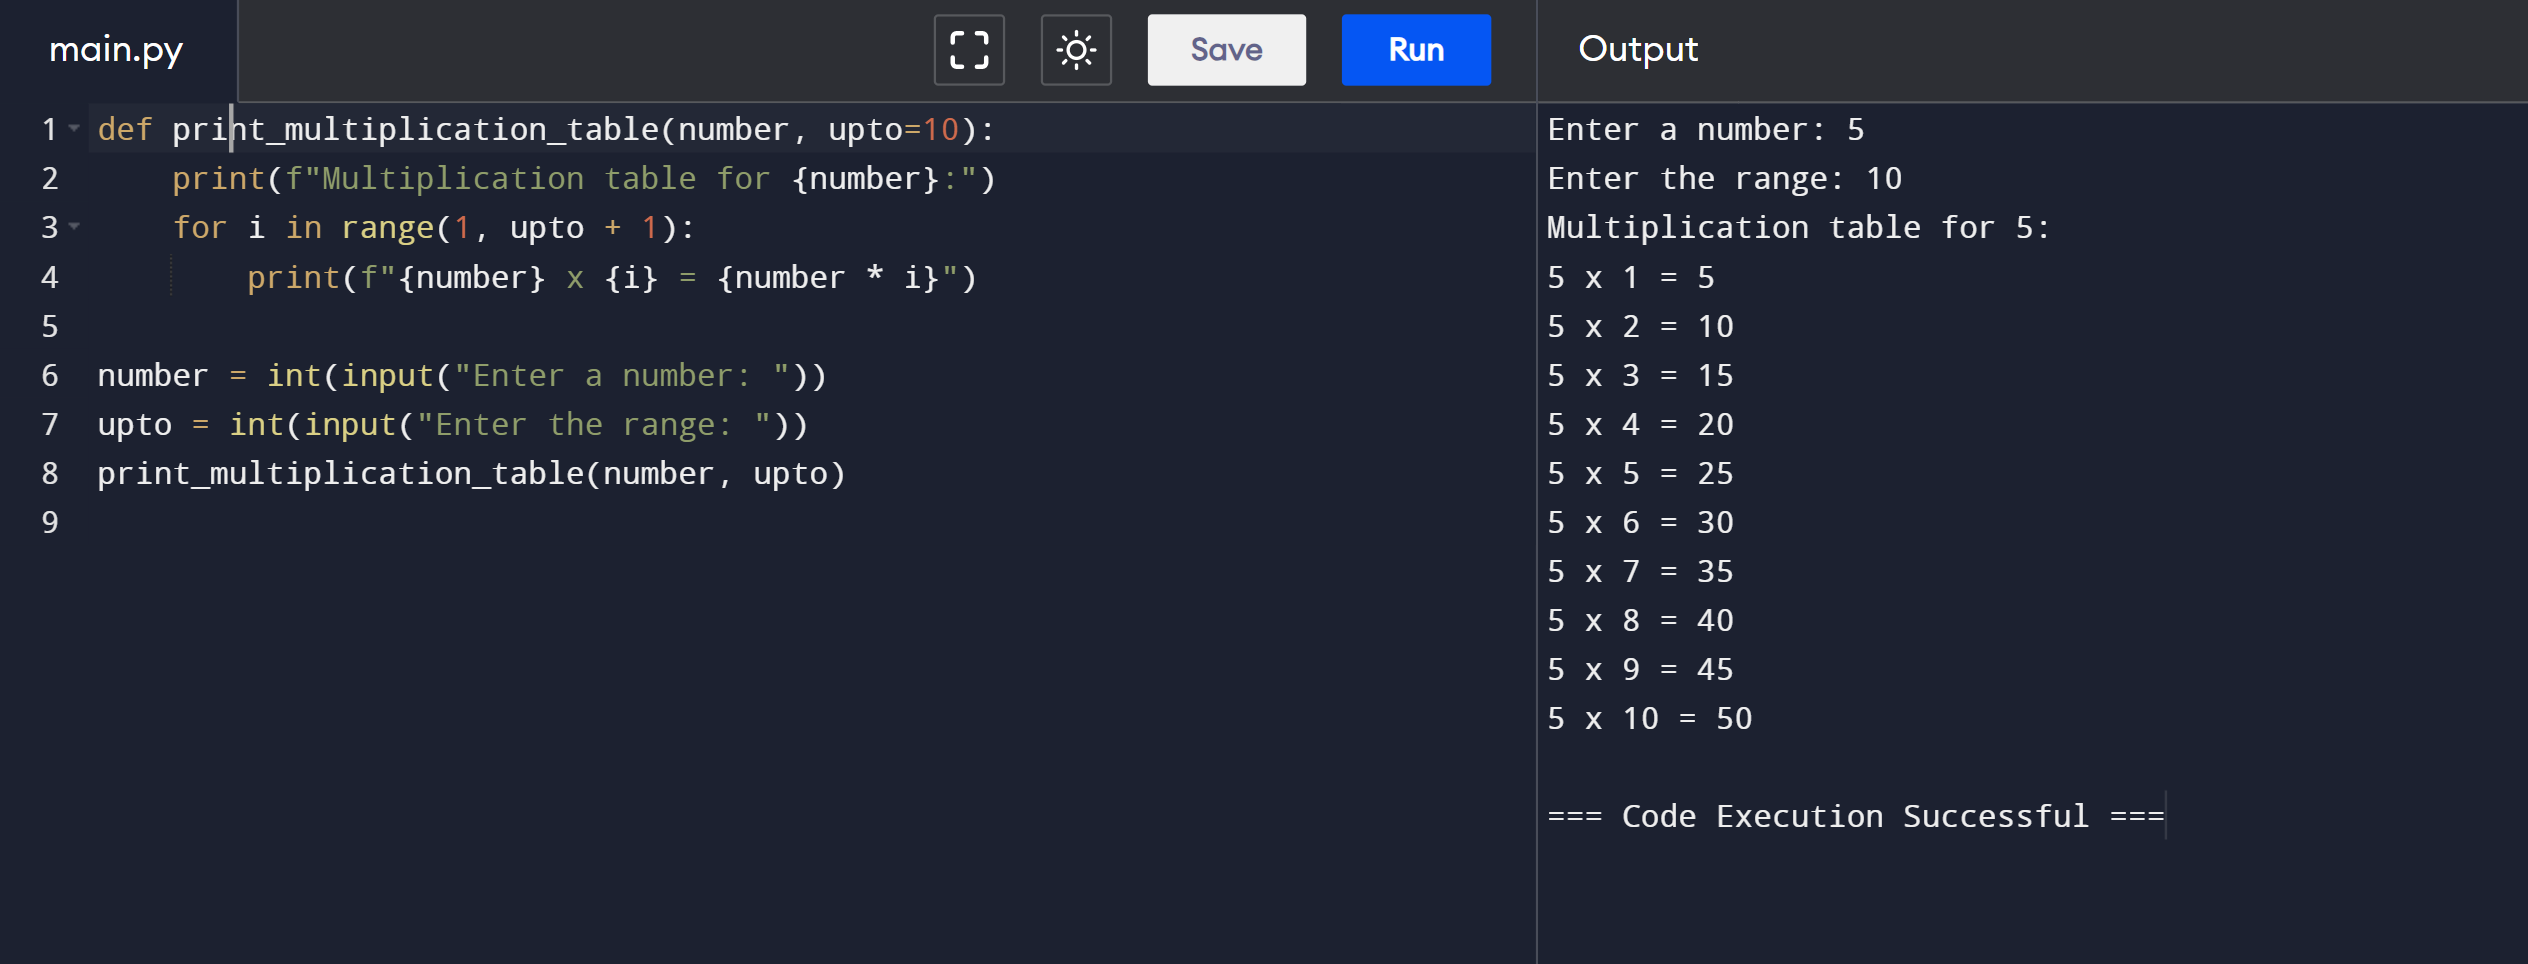 main.py
Save
Run
Output
1 def print_multiplication_table(number, upto=10):
2     print(f"Multiplication table for {number}:")
3     for i in range(1, upto + 1):
4         print(f"{number} x {i} = {number * i}")
5
6 number = int(input("Enter a number: "))
7 upto = int(input("Enter the range: "))
8 print_multiplication_table(number, upto)
9
Enter a number: 5
Enter the range: 10
Multiplication table for 5:
5 x 1 = 5
5 x 2 = 10
5 x 3 = 15
5 x 4 = 20
5 x 5 = 25
5 x 6 = 30
5 x 7 = 35
5 x 8 = 40
5 x 9 = 45
5 x 10 = 50
=== Code Execution Successful ===